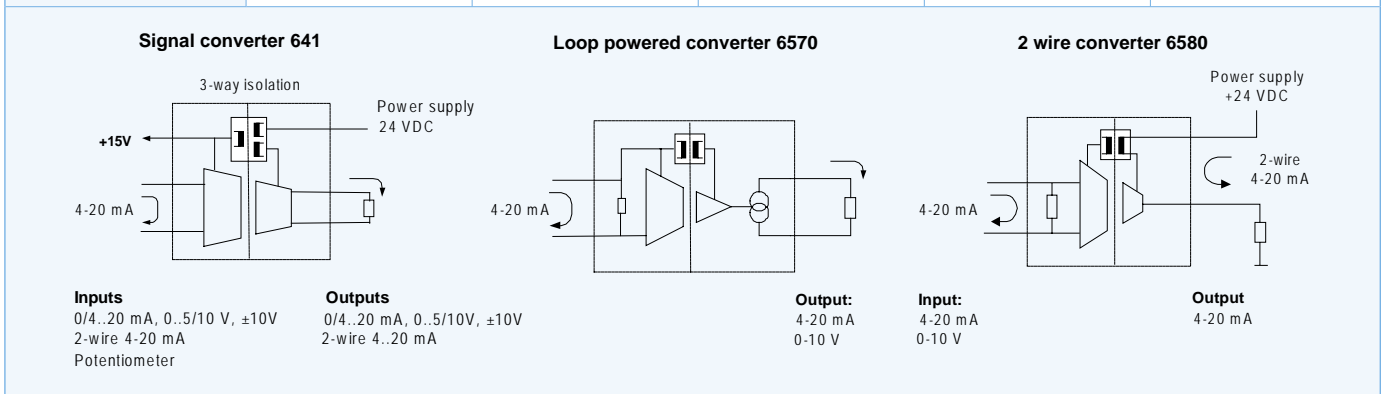 Signal converter 641
3-way isolation
Power supply
24 VDC
+15V
4-20 mA
Inputs
0/4..20 mA, 0..5/10 V, ±10V
2-wire 4-20 mA
Potentiometer
Outputs
0/4..20 mA, 0..5/10V, ±10V
2-wire 4..20 mA
Loop powered converter 6570
4-20 mA
Output:
4-20 mA
0-10 V
2 wire converter 6580
Power supply
+24 VDC
2-wire
4-20 mA
4-20 mA
Input:
4-20 mA
0-10 V
Output
4-20 mA